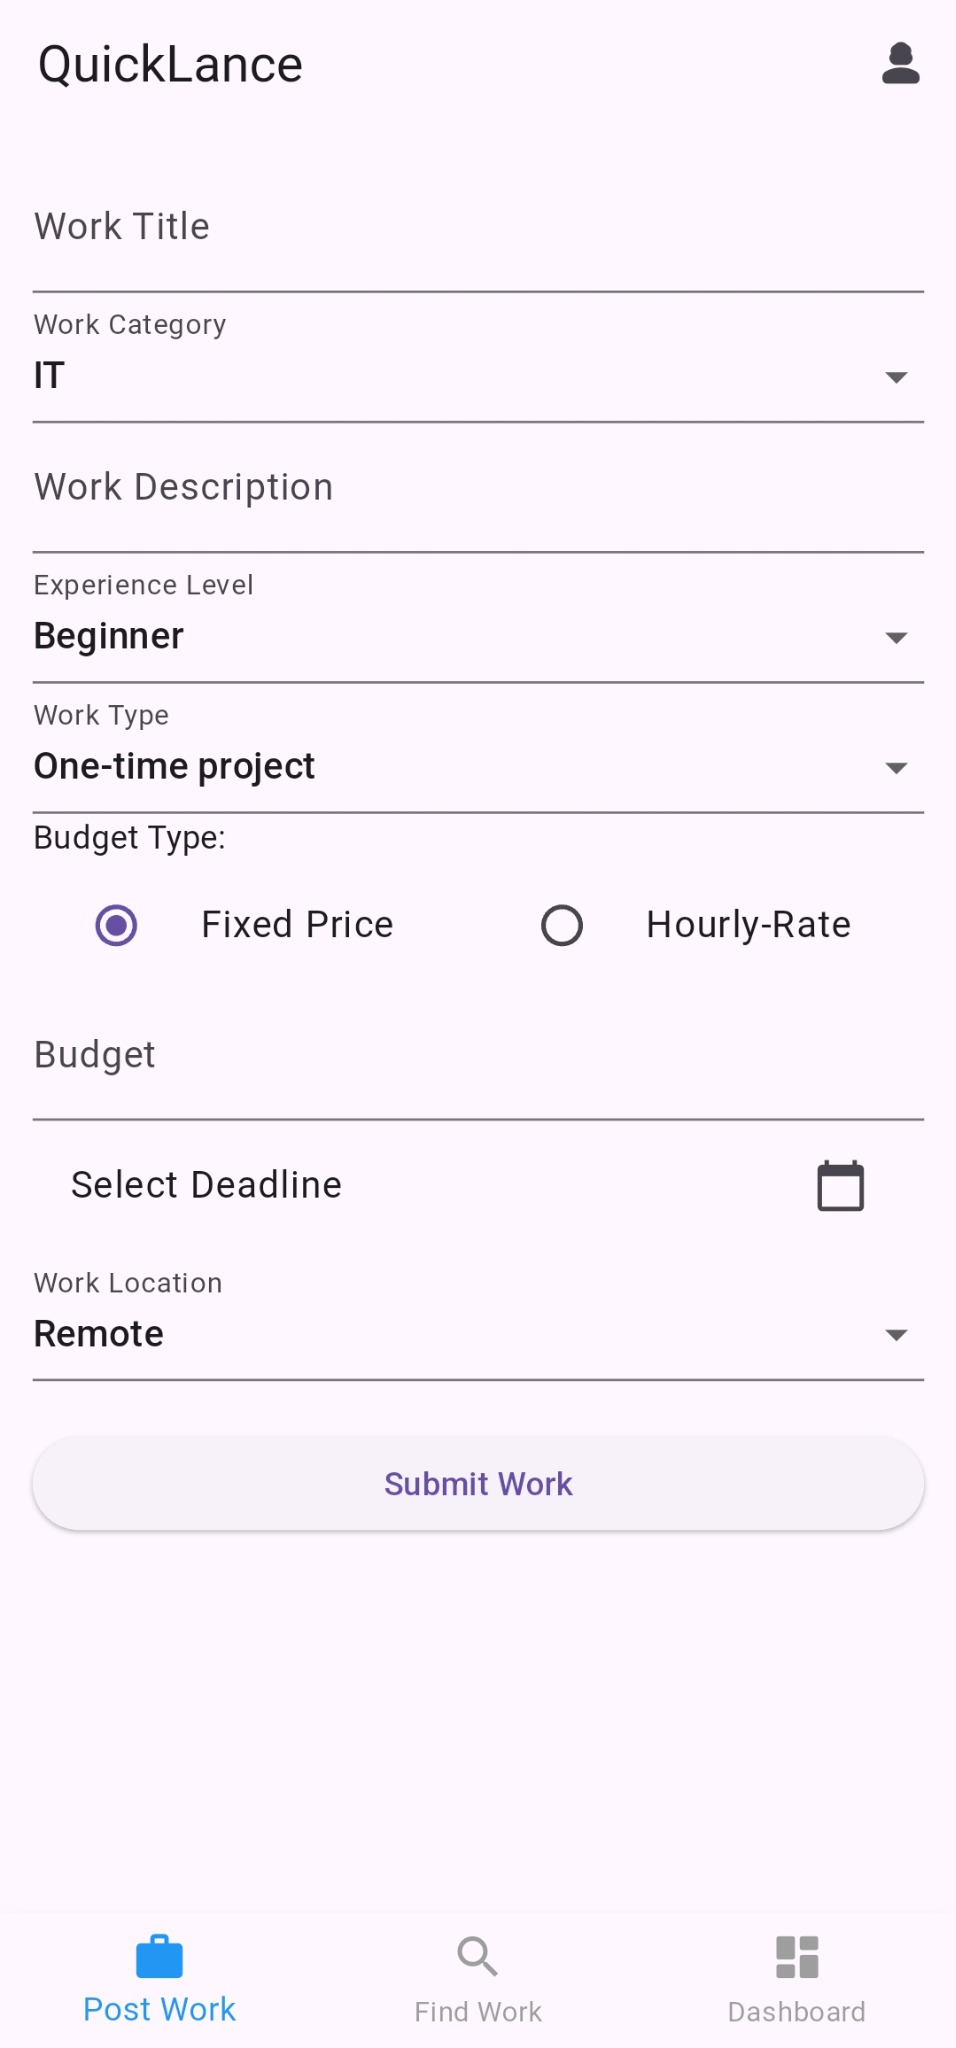 QuickLance
Work Title
Work Category
IT
Work Description
Experience Level
Beginner
Work Type
One-time project
Budget Type:
Fixed Price Hourly-Rate
Budget
Select Deadline
Work Location
Remote
Submit Work
Post Work Find Work Dashboard